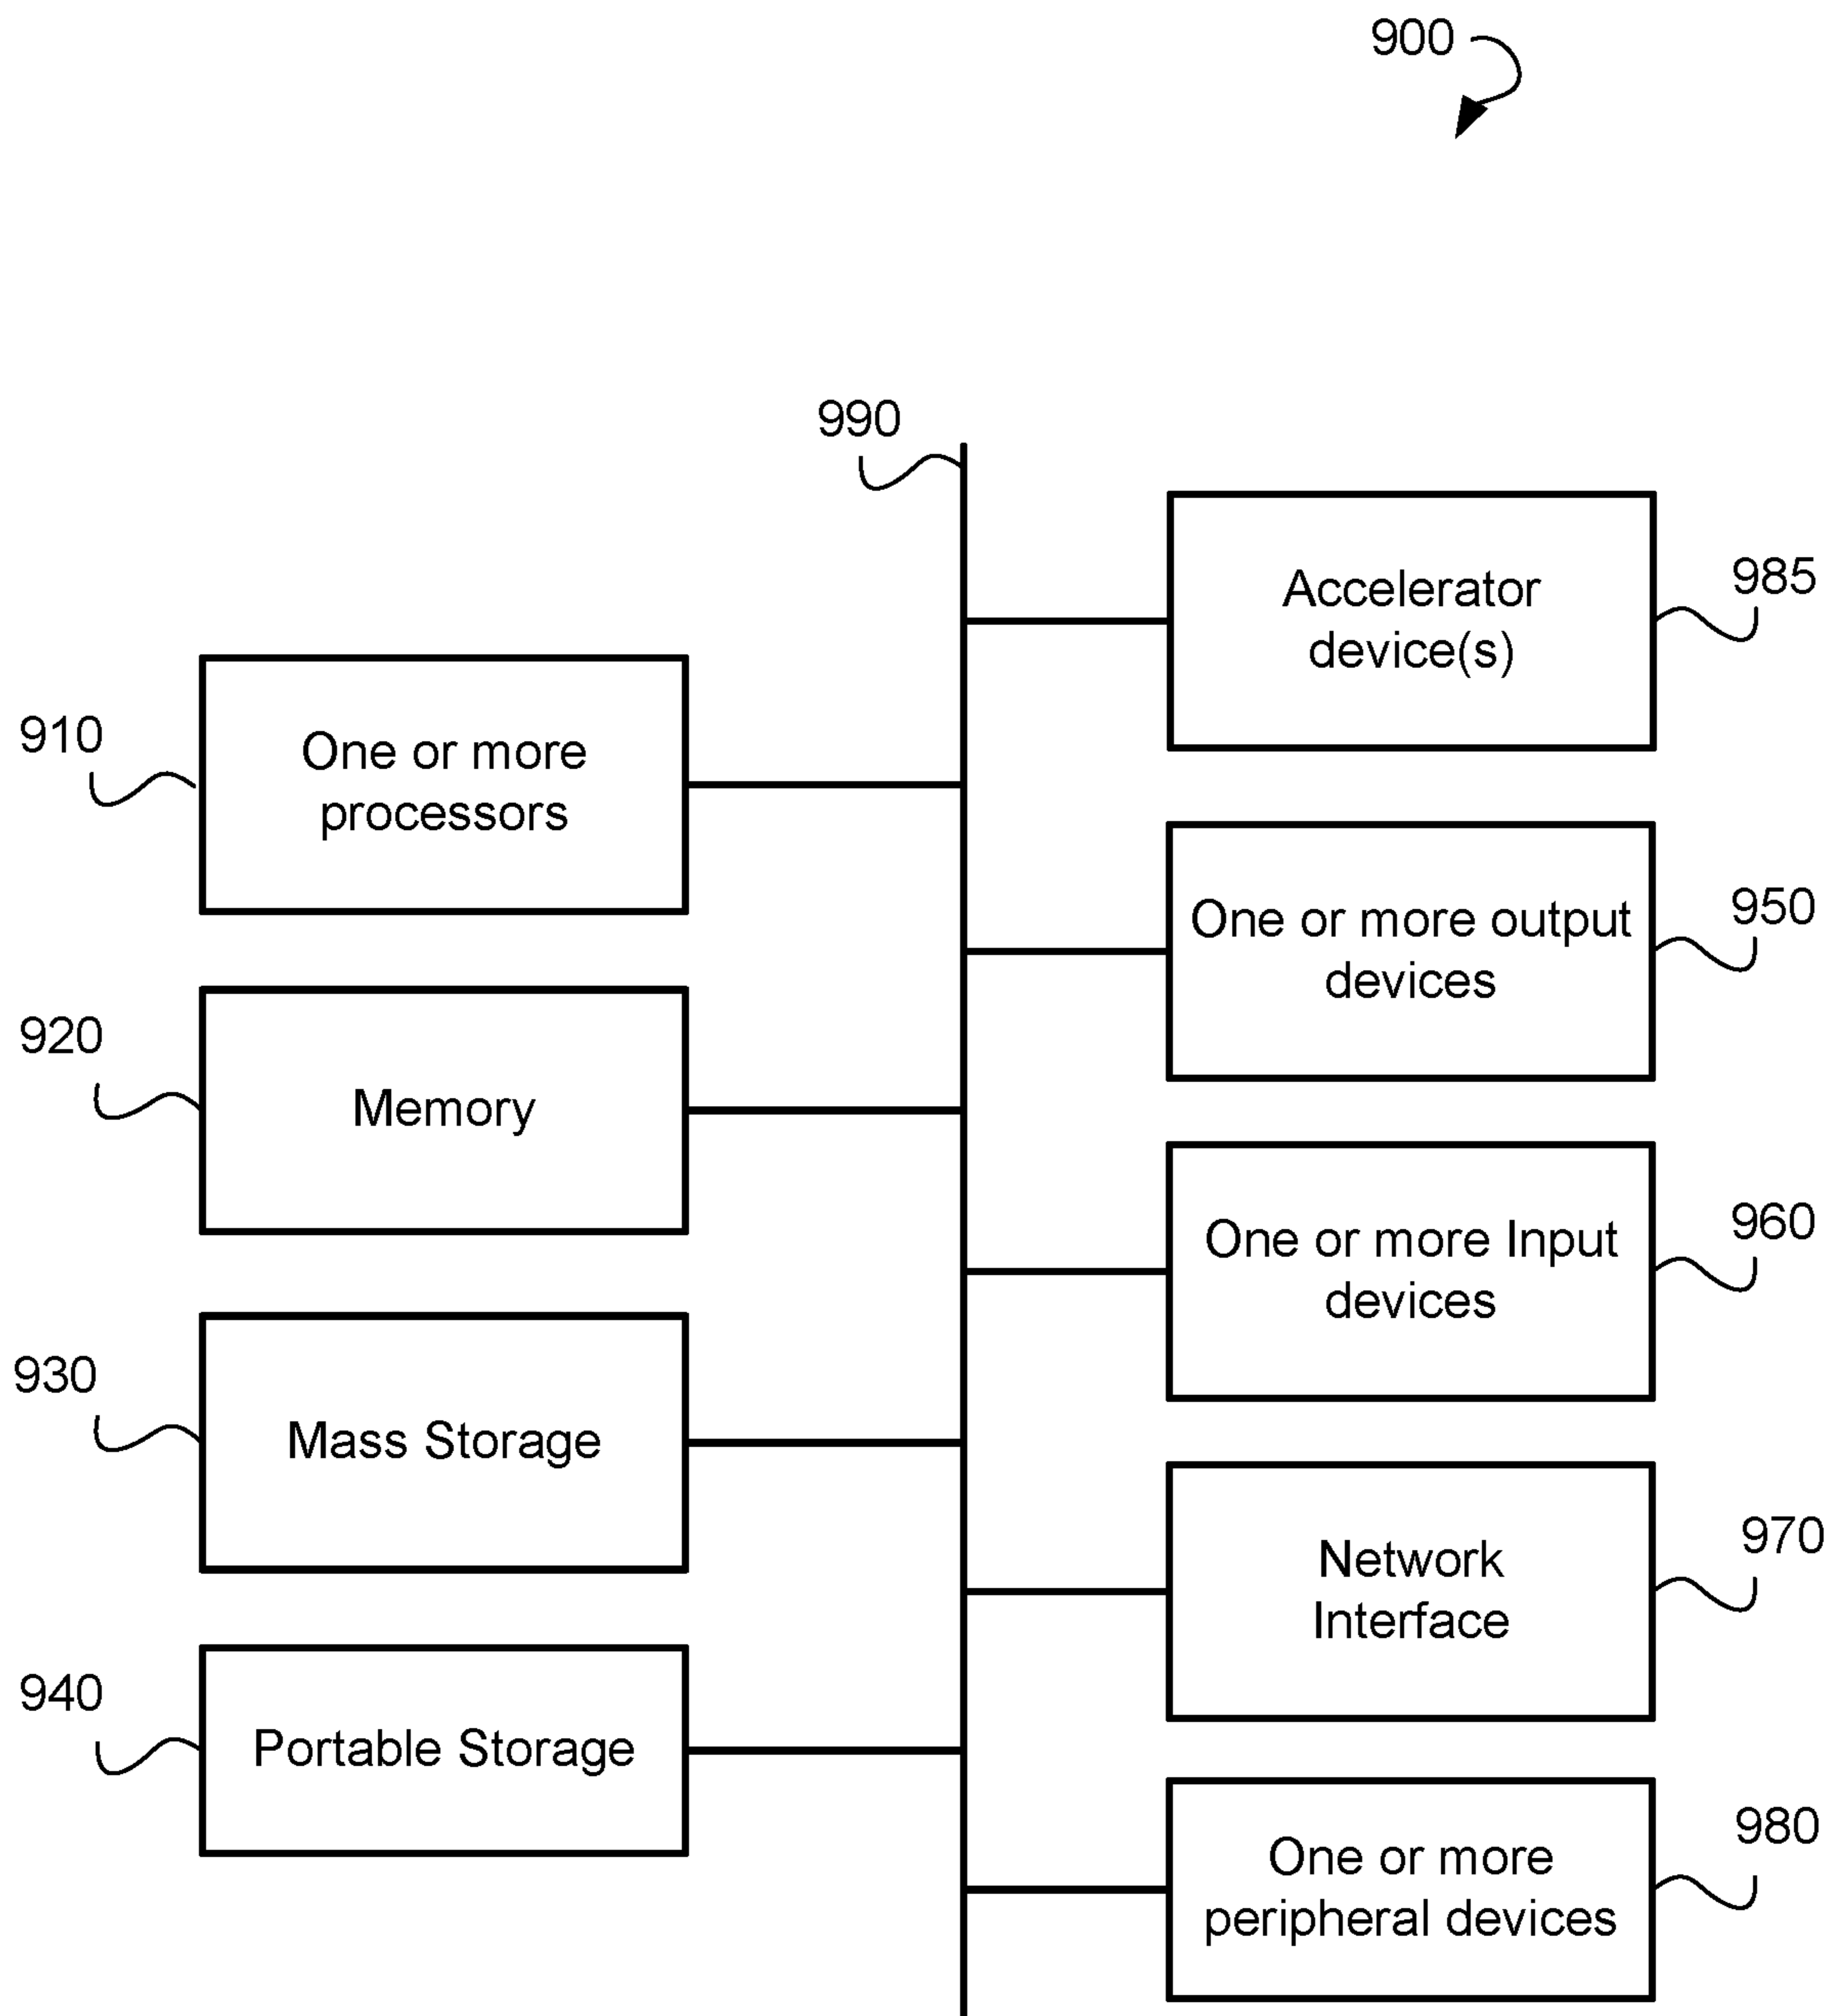 900
990
Accelerator
device(s)
985
910
One or more
processors
One or more output
devices
950
920
Memory
One or more Input
devices
960
930
Mass Storage
Network
Interface
970
940
Portable Storage
One or more
peripheral devices
980